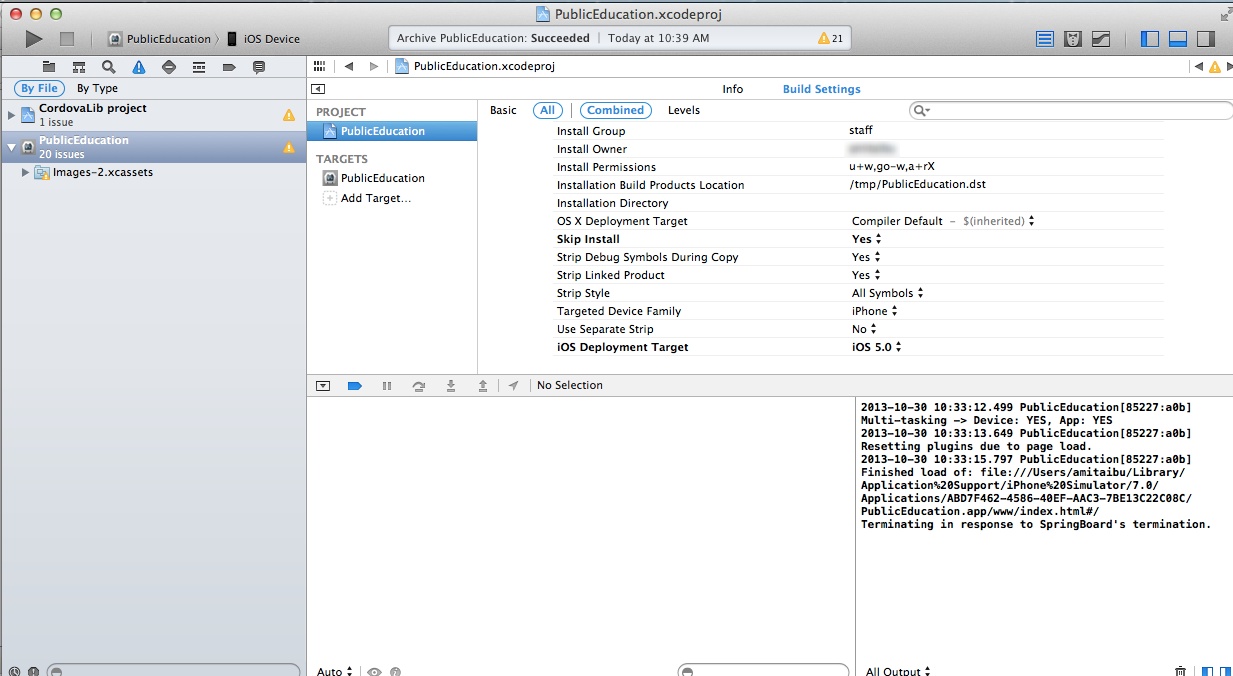 PublicEducation.xcodeproj
PublicEducation
iOS Device
Archive PublicEducation: Succeeded | Today at 10:39 AM
21
PublicEducation.xcodeproj
By File
By Type
Info
Build Settings
CordovaLib project
1 issue
PublicEducation
20 issues
Images-2.xcassets
PROJECT
PublicEducation
TARGETS
PublicEducation
Add Target...
Basic
All
Combined
Levels
Install Group
staff
Install Owner
Install Permissions
u+w,go-w,a+rX
Installation Build Products Location
/tmp/PublicEducation.dst
Installation Directory
OS X Deployment Target
Compiler Default – $(inherited)
Skip Install
Yes
Strip Debug Symbols During Copy
Yes
Strip Linked Product
Yes
Strip Style
All Symbols
Targeted Device Family
iPhone
Use Separate Strip
No
iOS Deployment Target
iOS 5.0
No Selection
2013-10-30 10:33:12.499 PublicEducation[85227:a0b]
Multi-tasking -> Device: YES, App: YES
2013-10-30 10:33:13.649 PublicEducation[85227:a0b]
Resetting plugins due to page load.
2013-10-30 10:33:15.797 PublicEducation[85227:a0b]
Finished load of: file:///Users/amitaibu/Library/
Application%20Support/iPhone%20Simulator/7.0/
Applications/ABD7F462-4586-40EF-AAC3-7BE13C22C08C/
PublicEducation.app/www/index.html#/
Terminating in response to SpringBoard's termination.
Auto
All Output